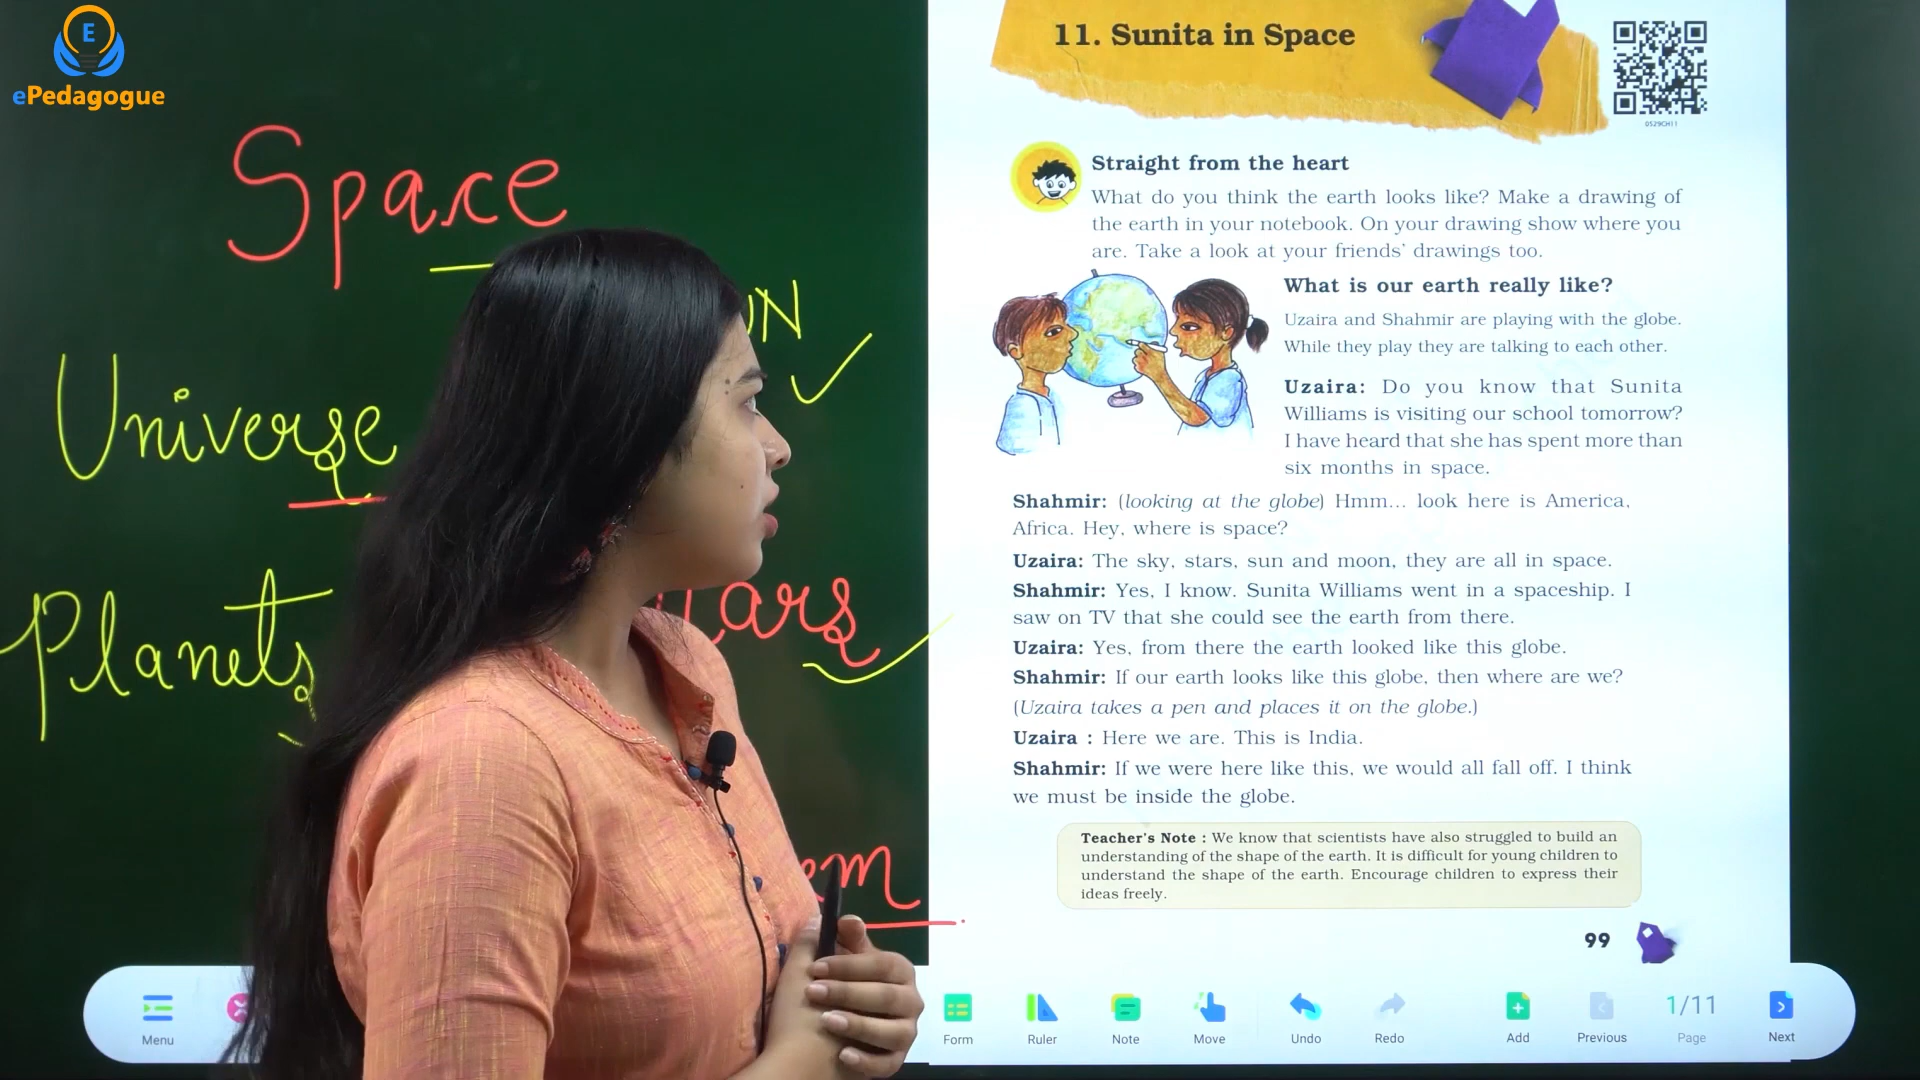 E
ePedagogue
Space
Universe
Planets
11. Sunita in Space
0529CH11
Straight from the heart
What do you think the earth looks like? Make a drawing of
the earth in your notebook. On your drawing show where you
are. Take a look at your friends' drawings too.
What is our earth really like?
Uzaira and Shahmir are playing with the globe.
While they play they are talking to each other.
Uzaira: Do you know that Sunita
Williams is visiting our school tomorrow?
I have heard that she has spent more than
six months in space.
Shahmir: (looking at the globe) Hmm... look here is America,
Africa. Hey, where is space?
Uzaira: The sky, stars, sun and moon, they are all in space.
Shahmir: Yes, I know. Sunita Williams went in a spaceship. I
saw on TV that she could see the earth from there.
Uzaira: Yes, from there the earth looked like this globe.
Shahmir: If our earth looks like this globe, then where are we?
(Uzaira takes a pen and places it on the globe.)
Uzaira : Here we are. This is India.
Shahmir: If we were here like this, we would all fall off. I think
we must be inside the globe.
Teacher's Note : We know that scientists have also struggled to build an
understanding of the shape of the earth. It is difficult for young children to
understand the shape of the earth. Encourage children to express their
ideas freely.
99
Menu
Form
Ruler
Note
Move
Undo
Redo
Add
Previous
1/11
Page
Next